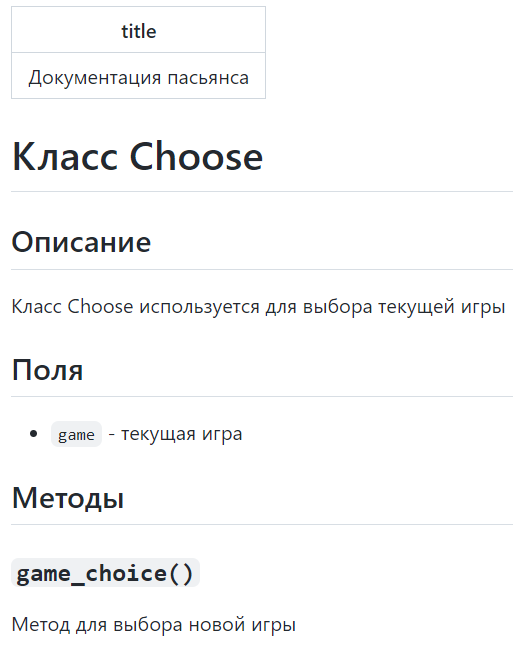 title
Документация пасьянса
Класс Choose
Описание
Класс Choose используется для выбора текущей игры
Поля
• game - текущая игра
Методы
game_choice()
Метод для выбора новой игры